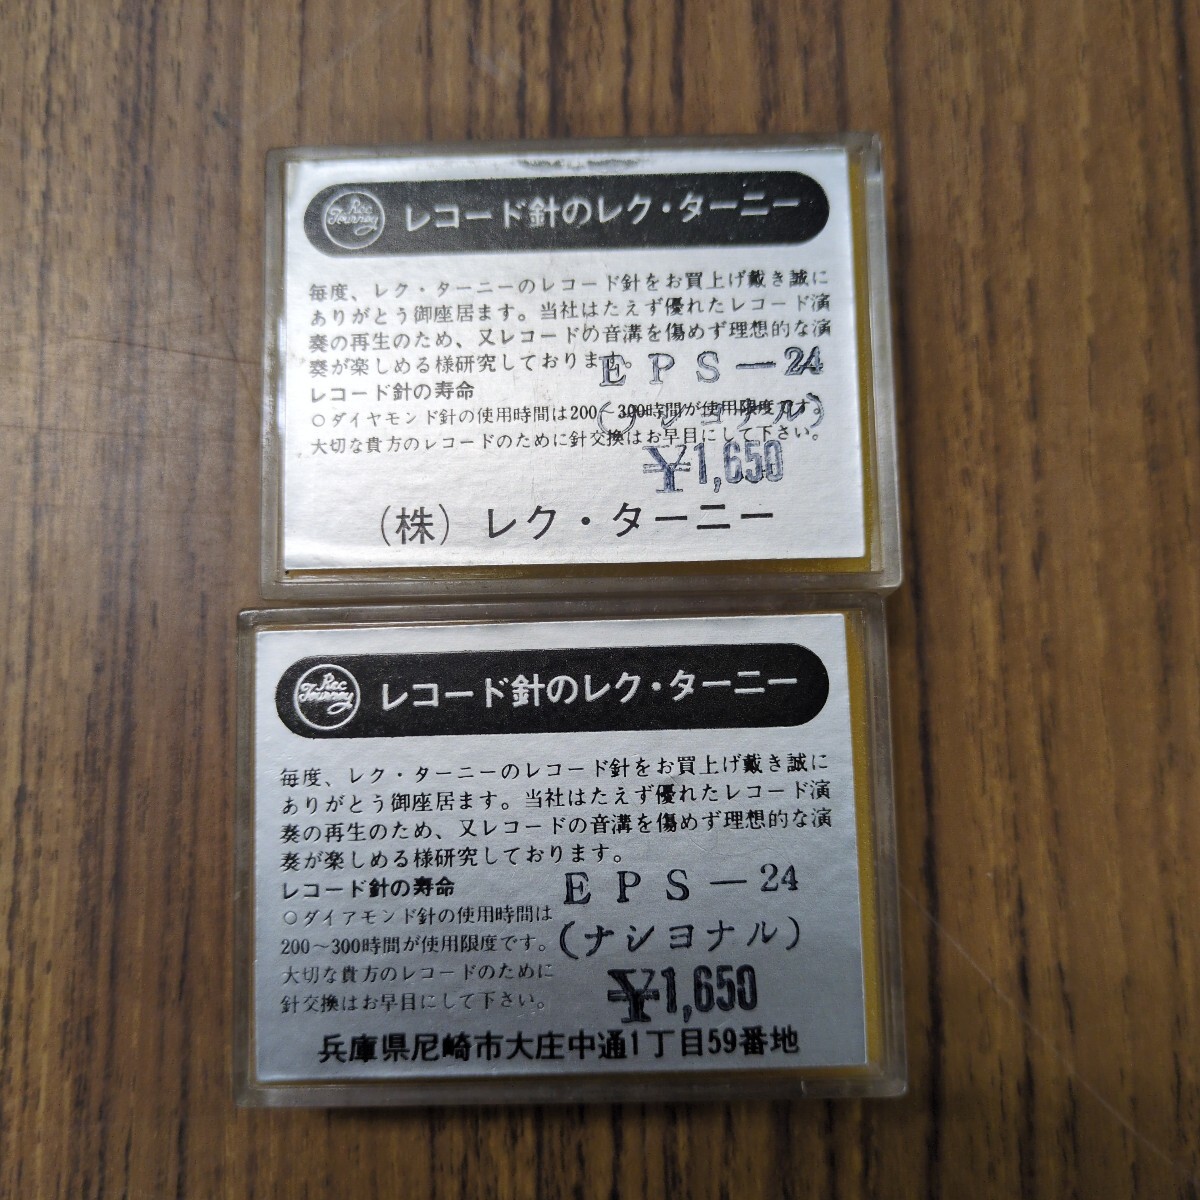 Rec Tourney レコード針のレク・ターニー
毎度、レク・ターニーのレコード針をお買上げ戴き誠に
ありがとう御座居ます。当社はたえず優れたレコード演
奏の再生のため、又レコードの音溝を傷めず理想的な演
奏が楽しめる様研究しております。
EPS-24
レコード針の寿命
○ダイヤモンド針の使用時間は200〜300時間が使用限度です。
(ナショナル)
大切な貴方のレコードのために針交換はお早目にして下さい。
¥1,650
(株)レク・ターニー
Rec Tourney レコード針のレク・ターニー
毎度、レク・ターニーのレコード針をお買上げ戴き誠に
ありがとう御座居ます。当社はたえず優れたレコード演
奏の再生のため、又レコードの音溝を傷めず理想的な演
奏が楽しめる様研究しております。
レコード針の寿命
EPS-24
○ダイアモンド針の使用時間は
200〜300時間が使用限度です。
(ナショナル)
大切な貴方のレコードのために
針交換はお早目にして下さい。
¥1,650
兵庫県尼崎市大庄中通1丁目59番地